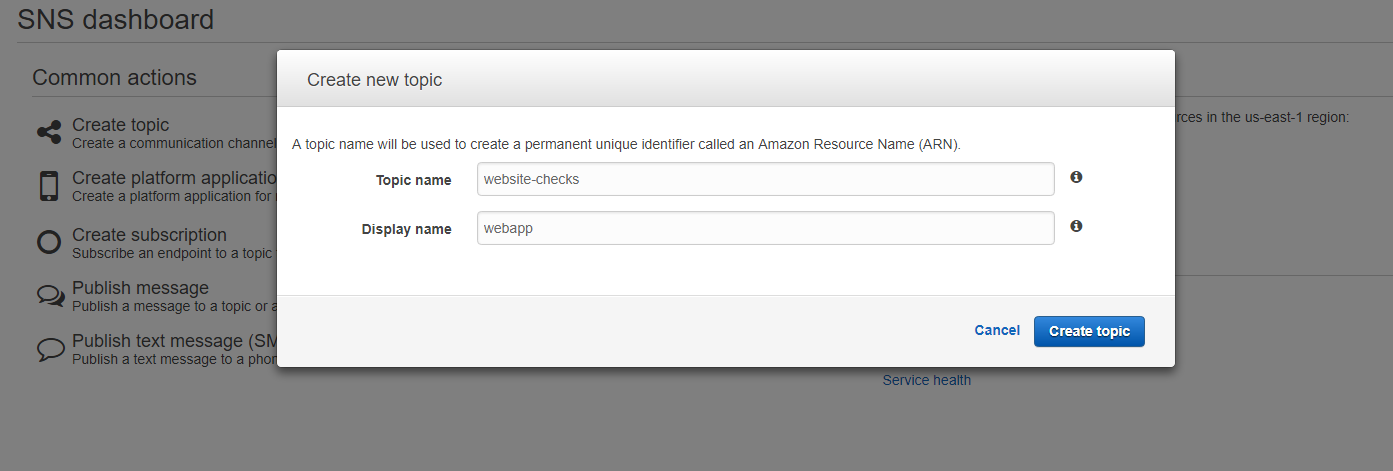 SNS dashboard
Common actions
Create topic
Create a communication channel
Create platform applicatio
Create a platform application for
Create subscription
Subscribe an endpoint to a topic
Publish message
Publish a message to a topic or a
Publish text message (SM
Publish a text message to a phon
Create new topic
A topic name will be used to create a permanent unique identifier called an Amazon Resource Name (ARN).
Topic name website-checks
Display name webapp
Cancel Create topic
rces in the us-east-1 region:
Service health